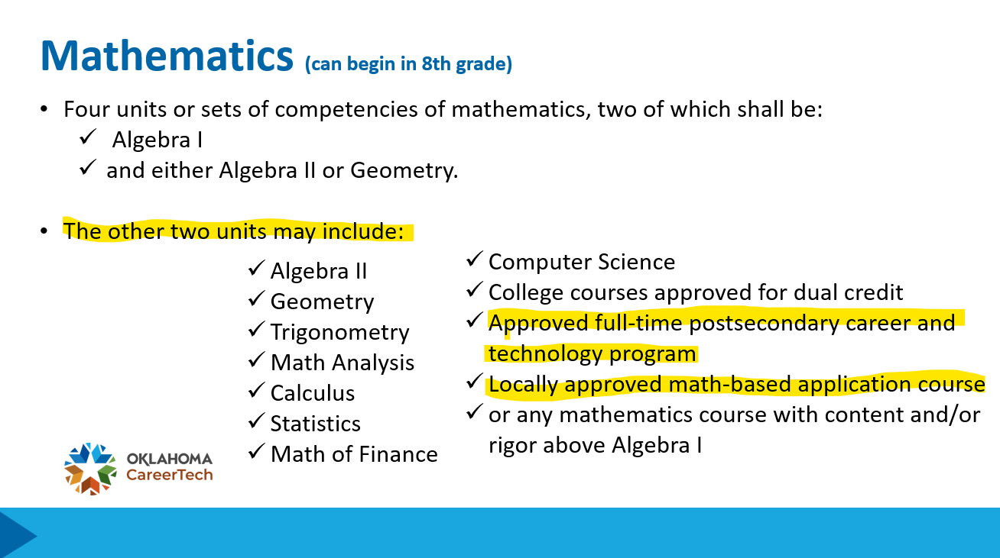 Mathematics (can begin in 8th grade)
• Four units or sets of competencies of mathematics, two of which shall be:
✓ Algebra I
✓ and either Algebra II or Geometry.
• The other two units may include:
✓ Algebra II
✓ Geometry
✓ Trigonometry
✓ Math Analysis
✓ Calculus
✓ Statistics
✓ Math of Finance
✓ Computer Science
✓ College courses approved for dual credit
✓ Approved full-time postsecondary career and
technology program
✓ Locally approved math-based application course
✓ or any mathematics course with content and/or
rigor above Algebra I
OKLAHOMA
CareerTech